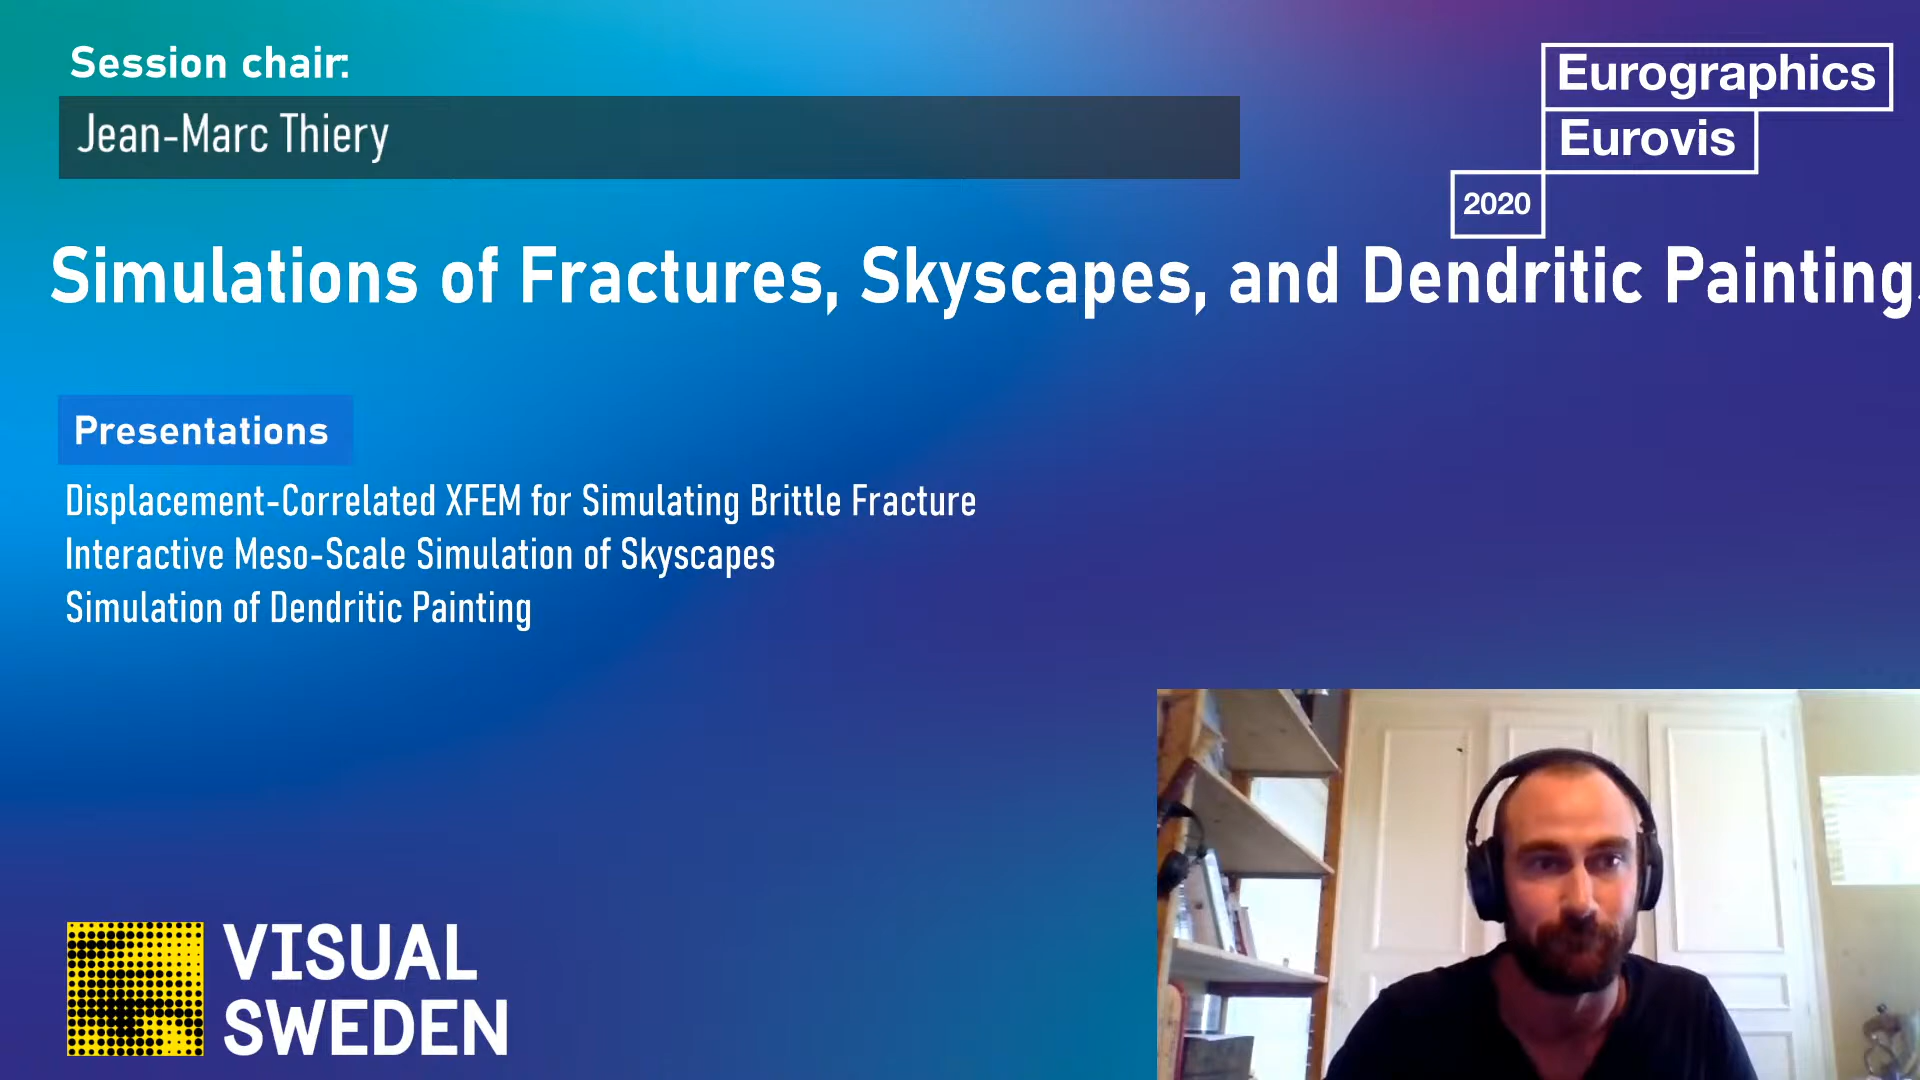 Session chair:
Jean-Marc Thiery
Eurographics
Eurovis
2020
Simulations of Fractures, Skyscapes, and Dendritic Painting
Presentations
Displacement-Correlated XFEM for Simulating Brittle Fracture
Interactive Meso-Scale Simulation of Skyscapes
Simulation of Dendritic Painting
VISUAL
SWEDEN